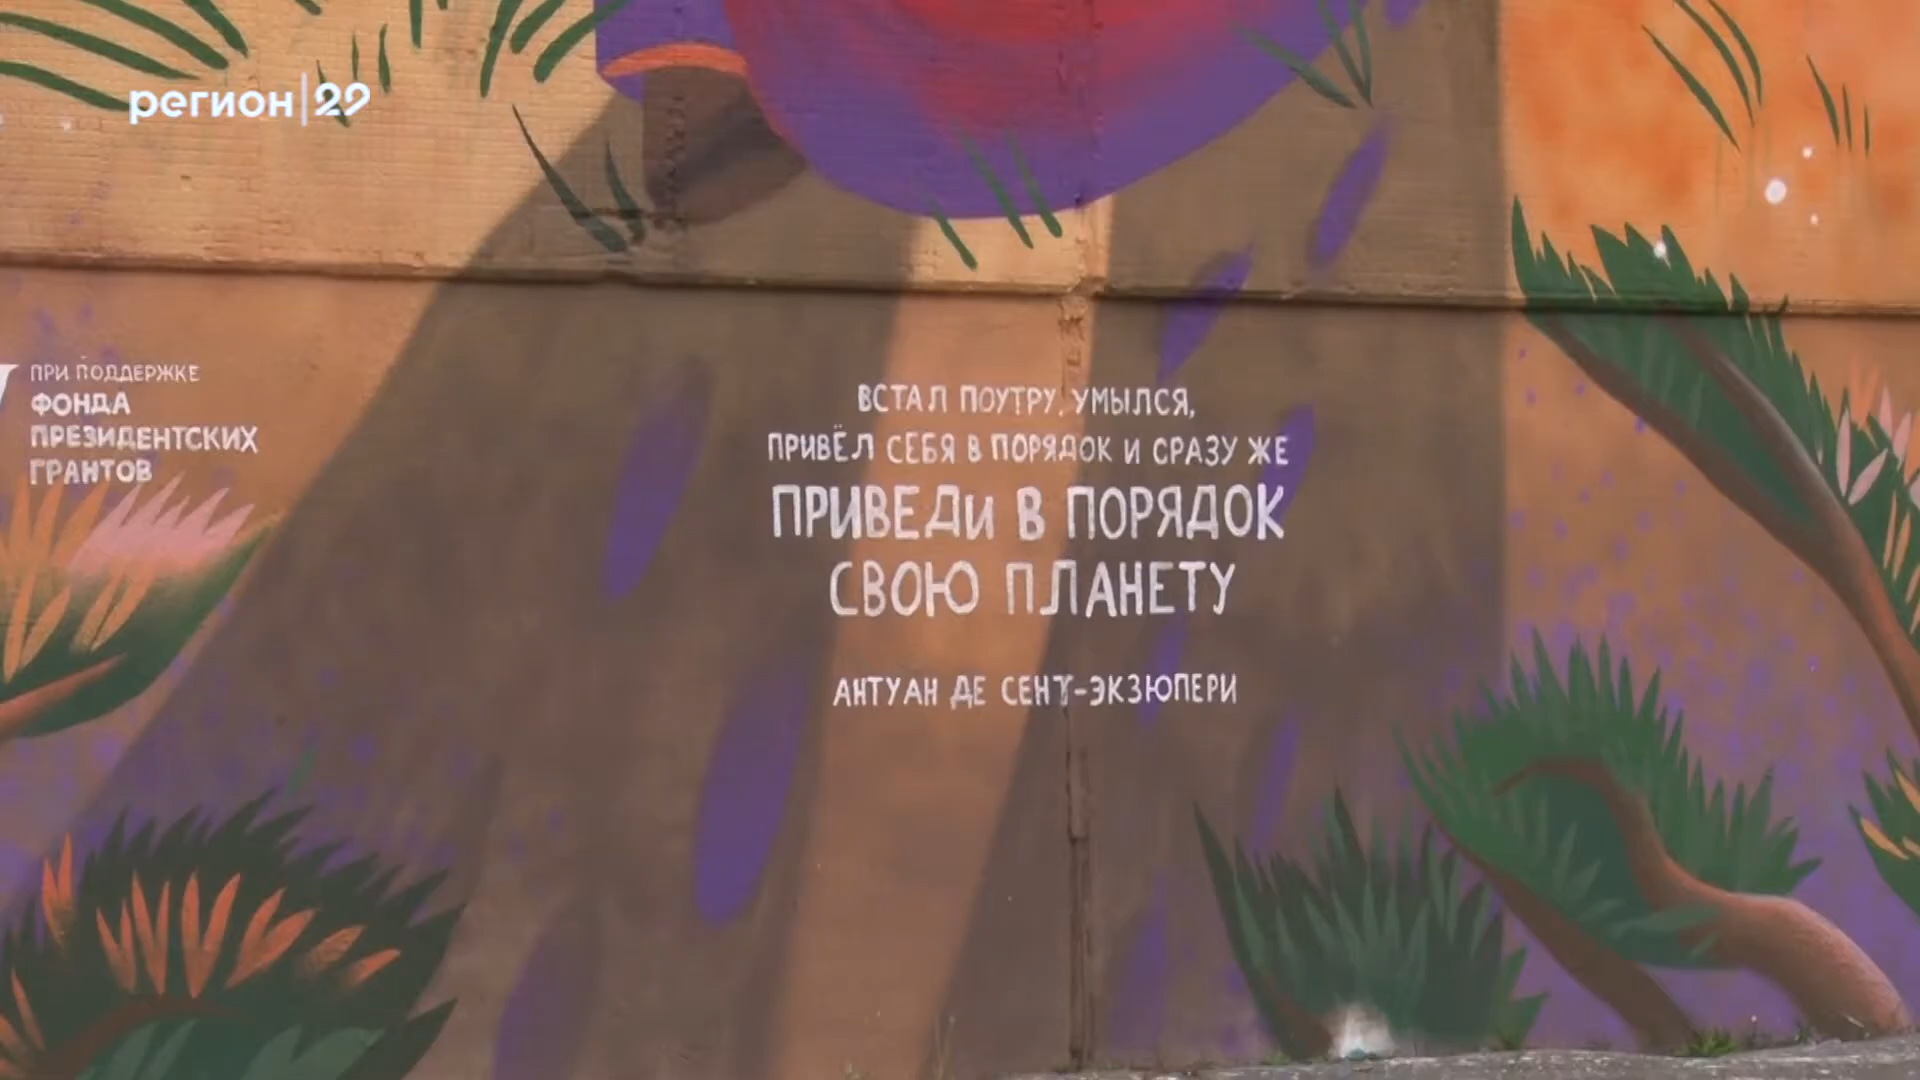 регион|29
ПРИ ПОДДЕРЖКЕ
ФОНДА
ПРЕЗИДЕНТСКИХ
ГРАНТОВ
ВСТАЛ ПОУТРУ, УМЫЛСЯ,
ПРИВЁЛ СЕБЯ В ПОРЯДОК И СРАЗУ ЖЕ
ПРИВЕДИ В ПОРЯДОК
СВОЮ ПЛАНЕТУ
АНТУАН ДЕ СЕНТ-ЭКЗЮПЕРИ